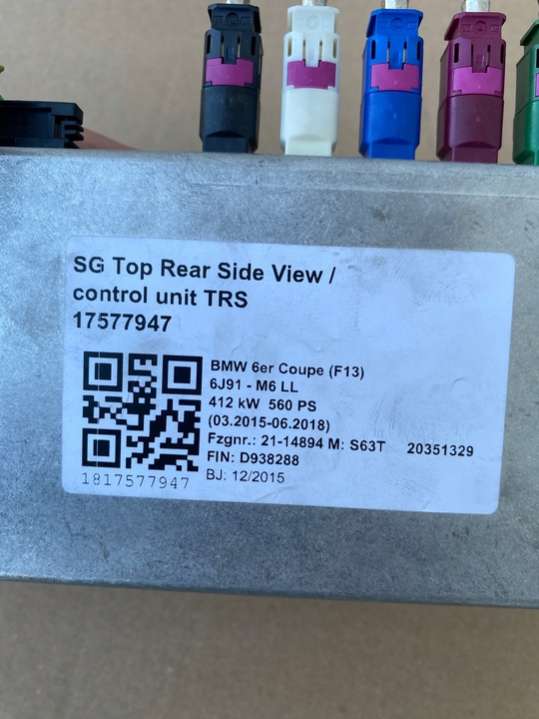 SG Top Rear Side View /
control unit TRS
17577947
BMW 6er Coupe (F13)
6J91 - M6 LL
412 kW 560 PS
(03.2015-06.2018)
Fzgnr.: 21-14894 M: S63T 20351329
FIN: D938288
BJ: 12/2015
1817577947